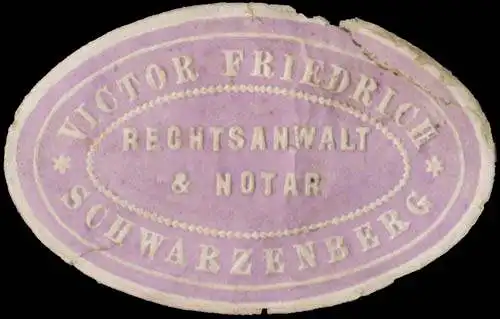 VICTOR FRIEDRICH
RECHTSANWALT
& NOTAR
* SCHWARZENBERG *